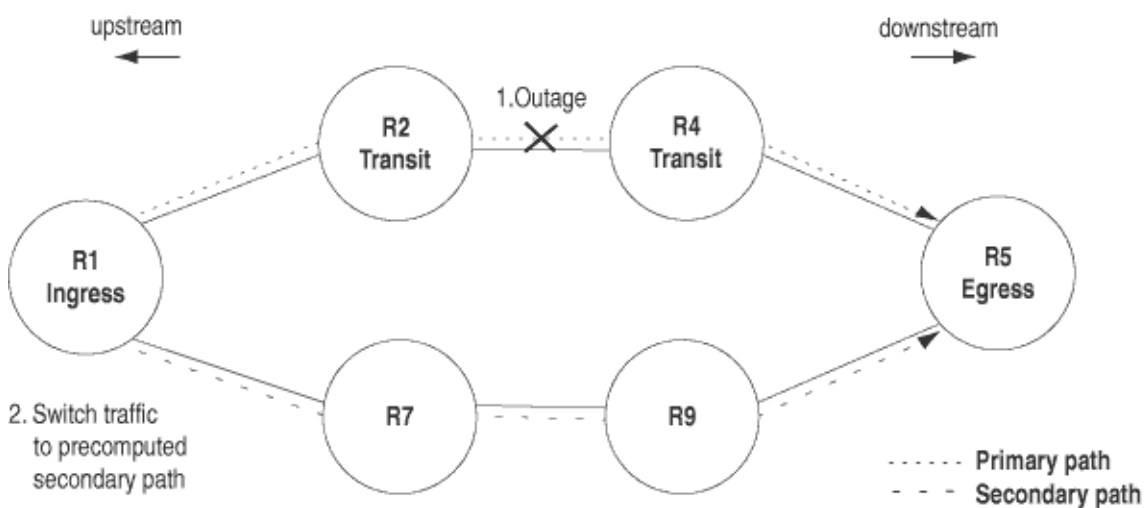 upstream
downstream
1.Outage
R2
Transit
R4
Transit
R1
Ingress
R5
Egress
R7
R9
2. Switch traffic
to precomputed
secondary path
Primary path
Secondary path